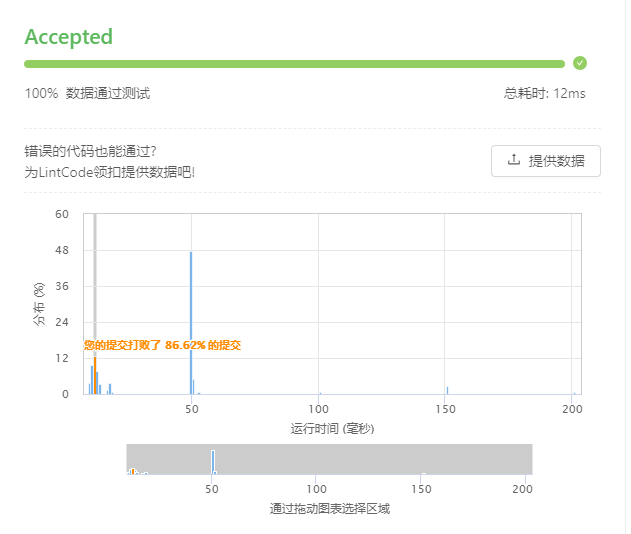 Accepted
100% 数据通过测试
总耗时: 12ms
错误的代码也能通过?
为LintCode领扣提供数据吧!
提供数据
60
48
36
24
12
0
分布 (%)
您的提交打败了 86.62% 的提交
50
100
150
200
运行时间 (毫秒)
50
100
150
200
通过拖动图表选择区域